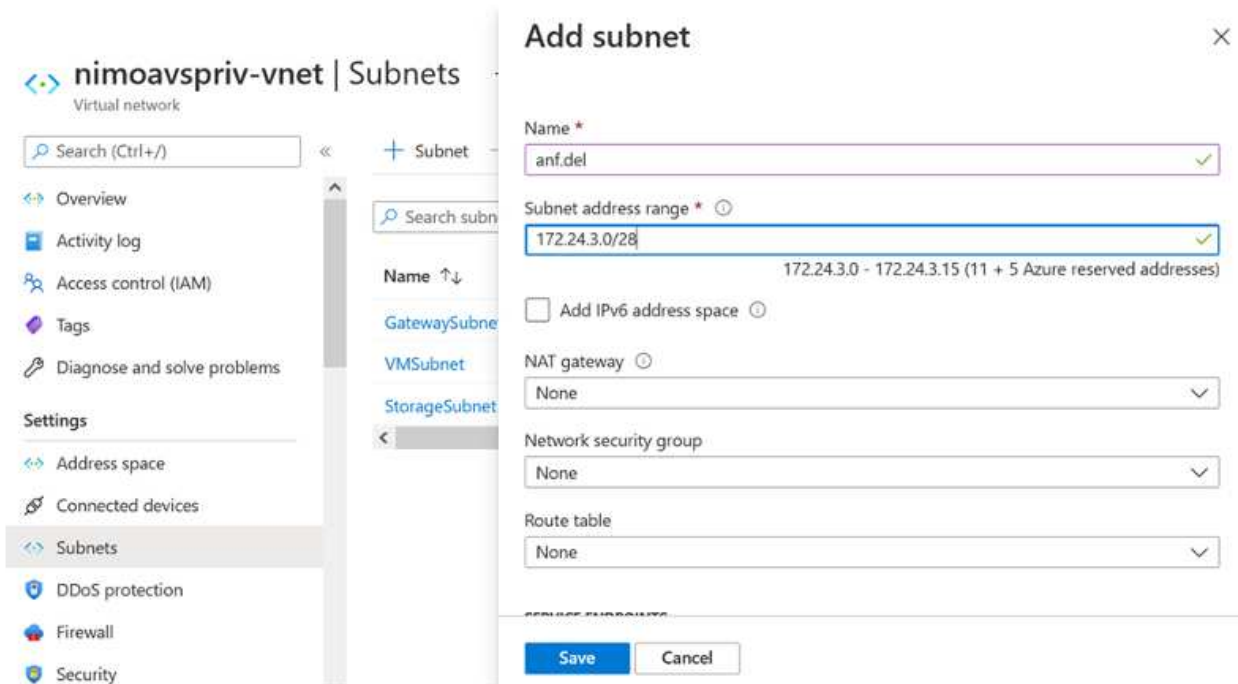 nimoavspriv-vnet | Subnets
Virtual network
Search (Ctrl+/)
«
Overview
Activity log
Access control (IAM)
Tags
Diagnose and solve problems
Settings
Address space
Connected devices
Subnets
DDoS protection
Firewall
Security
+ Subnet
Search subn
Name ↑↓
GatewaySubne
VMSubnet
StorageSubnet
Add subnet
Name *
anf.del
Subnet address range *
172.24.3.0/28
172.24.3.0 - 172.24.3.15 (11 + 5 Azure reserved addresses)
Add IPv6 address space
NAT gateway
None
Network security group
None
Route table
None
SERVICE ENDPOINTS
Save
Cancel